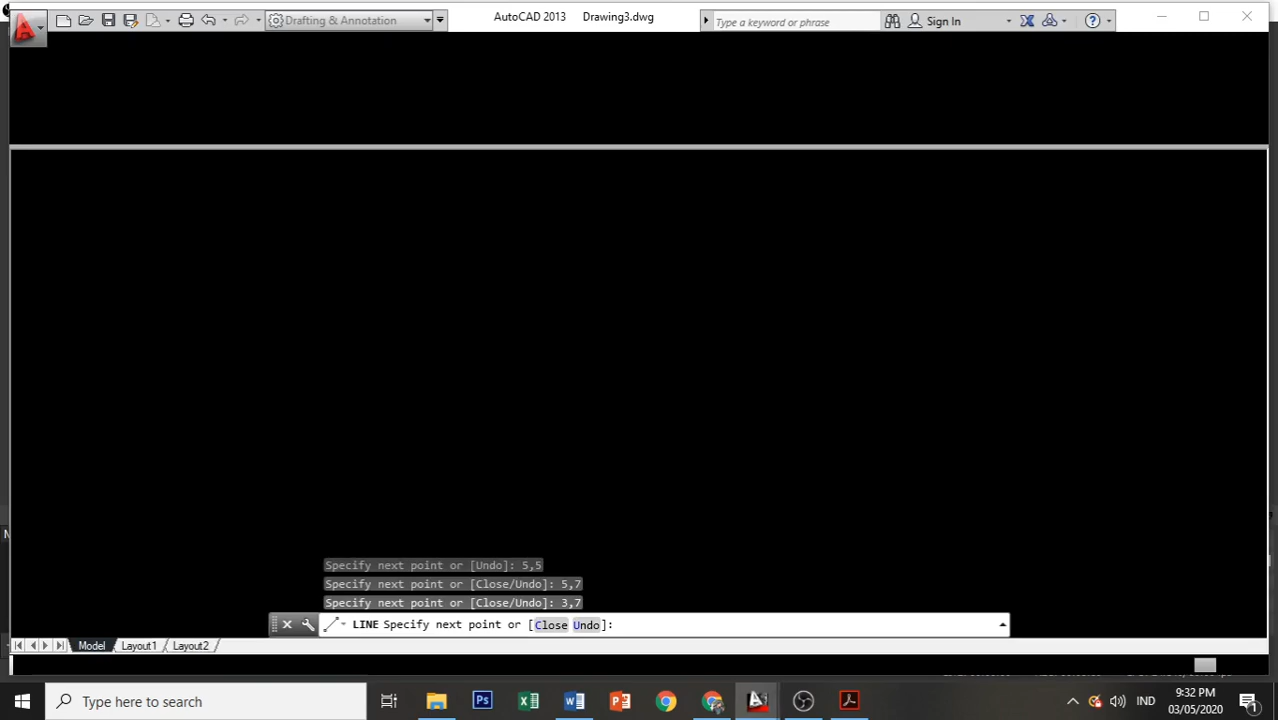 Drafting & Annotation
AutoCAD 2013 Drawing3.dwg
Type a keyword or phrase
Sign In
Specify next point or [Undo]: 5,5
Specify next point or [Close/Undo]: 5,7
Specify next point or [Close/Undo]: 3,7
LINE Specify next point or [Close Undo]:
Model Layout1 Layout2
Type here to search
IND
9:32 PM
03/05/2020